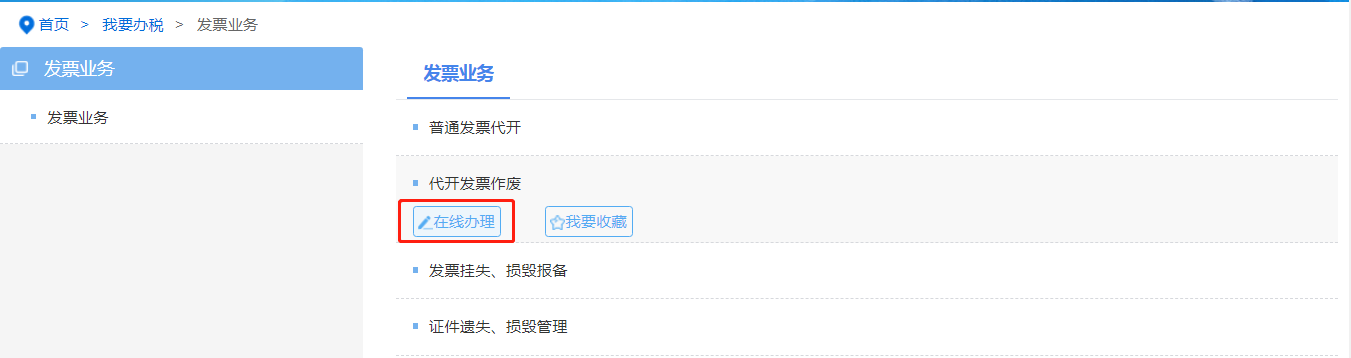 首页 > 我要办税 > 发票业务
发票业务
发票业务
发票业务
普通发票代开
代开发票作废
在线办理 我要收藏
发票挂失、损毁报备
证件遗失、损毁管理